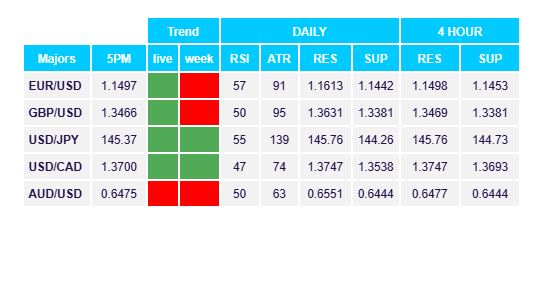 Trend DAILY 4 HOUR
Majors 5PM live week RSI ATR RES SUP RES SUP
EUR/USD 1.1497 57 91 1.1613 1.1442 1.1498 1.1453
GBP/USD 1.3466 50 95 1.3631 1.3381 1.3469 1.3381
USD/JPY 145.37 55 139 145.76 144.26 145.76 144.73
USD/CAD 1.3700 47 74 1.3747 1.3538 1.3747 1.3693
AUD/USD 0.6475 50 63 0.6551 0.6444 0.6477 0.6444